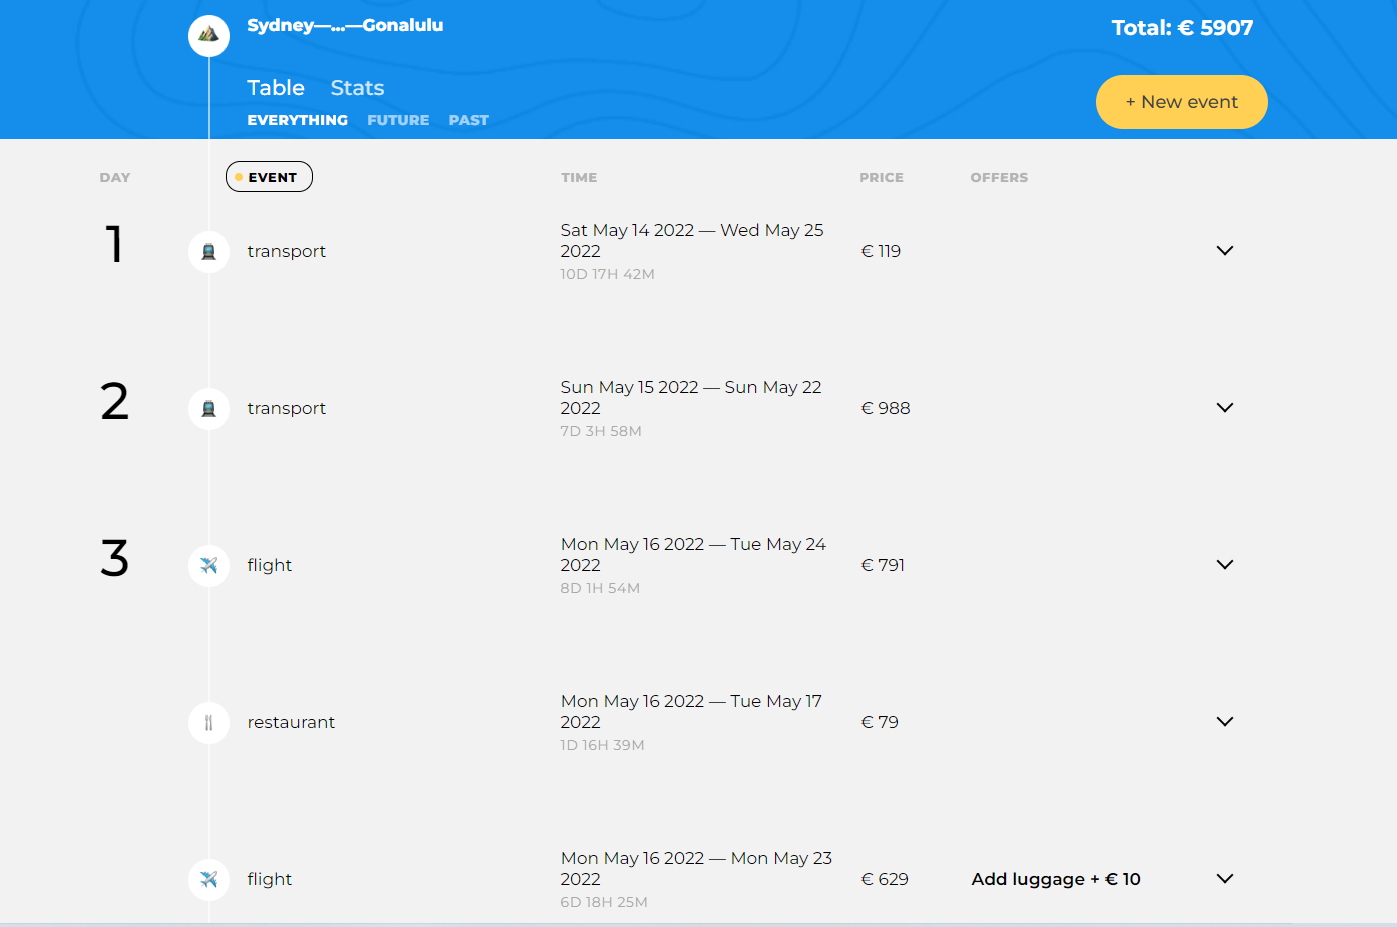 Sydney—...—Gonalulu
Total: € 5907
Table Stats
+ New event
EVERYTHING FUTURE PAST
DAY EVENT TIME PRICE OFFERS
1
transport
Sat May 14 2022 — Wed May 25
2022
10D 17H 42M
€ 119
2
transport
Sun May 15 2022 — Sun May 22
2022
7D 3H 58M
€ 988
3
flight
Mon May 16 2022 — Tue May 24
2022
8D 1H 54M
€ 791
restaurant
Mon May 16 2022 — Tue May 17
2022
1D 16H 39M
€ 79
flight
Mon May 16 2022 — Mon May 23
2022
6D 18H 25M
€ 629
Add luggage + € 10